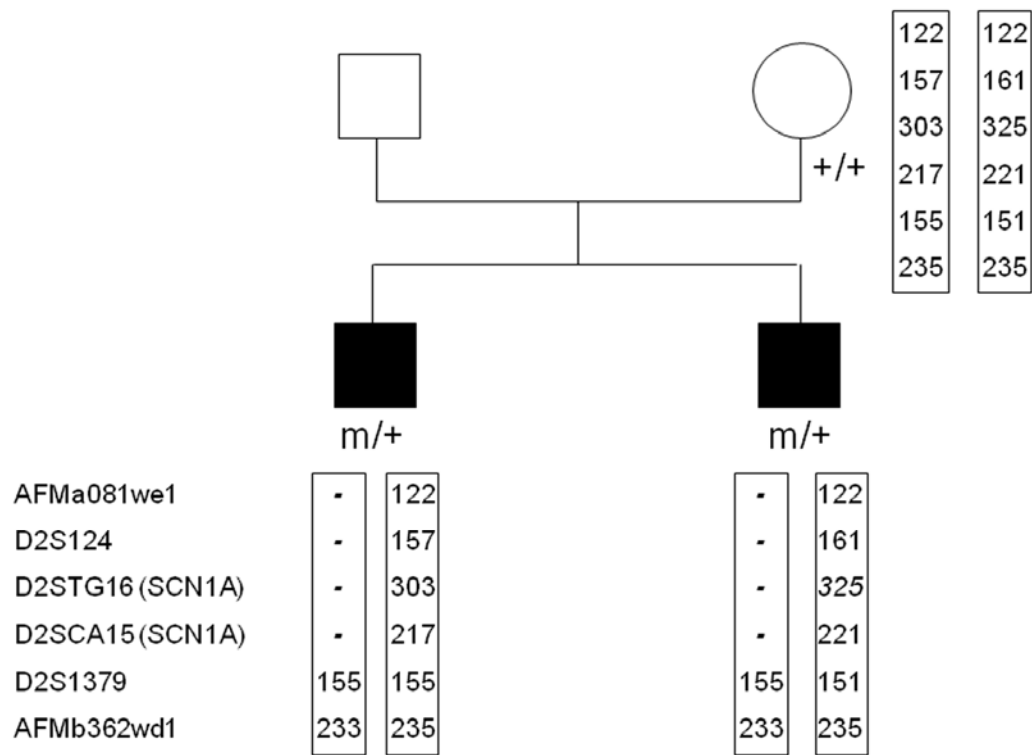 122 122
157 161
303 325
217 221
155 151
235 235
+/+
m/+ m/+
AFMa081we1 - 122 - 122
D2S124 - 157 - 161
D2STG16 (SCN1A) - 303 - 325
D2SCA15 (SCN1A) - 217 - 221
D2S1379 155 155 155 151
AFMb362wd1 233 235 233 235